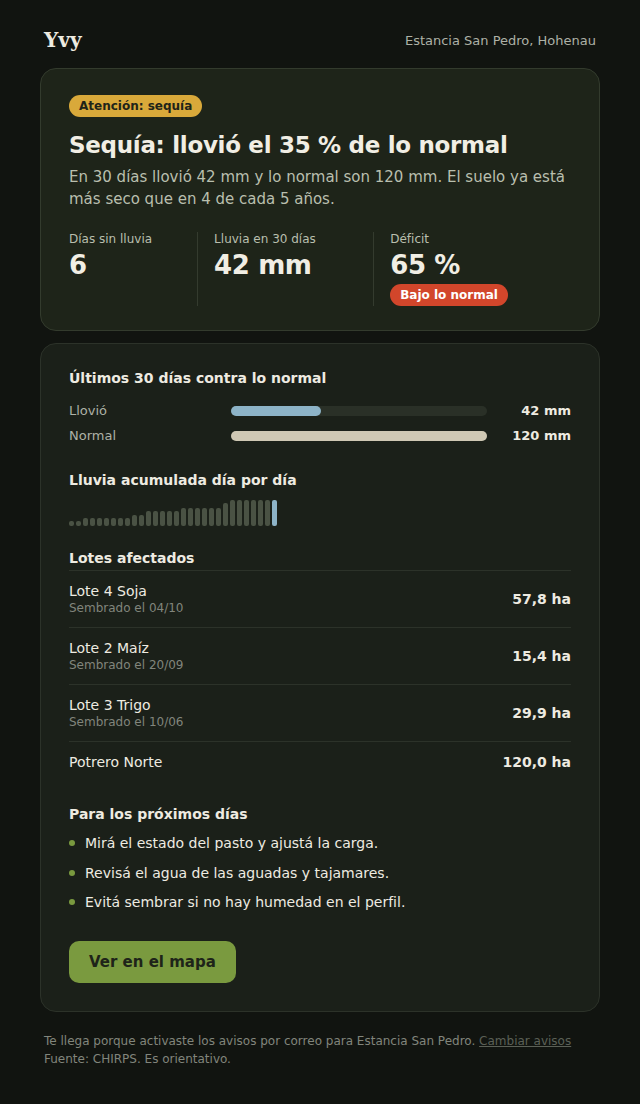 Yvy
Estancia San Pedro, Hohenau
Atención: sequía
Sequía: llovió el 35 % de lo normal
En 30 días llovió 42 mm y lo normal son 120 mm. El suelo ya está
más seco que en 4 de cada 5 años.
Días sin lluvia
6
Lluvia en 30 días
42 mm
Déficit
65 %
Bajo lo normal
Últimos 30 días contra lo normal
Llovió 42 mm
Normal 120 mm
Lluvia acumulada día por día
Lotes afectados
Lote 4 Soja
Sembrado el 04/10
57,8 ha
Lote 2 Maíz
Sembrado el 20/09
15,4 ha
Lote 3 Trigo
Sembrado el 10/06
29,9 ha
Potrero Norte 120,0 ha
Para los próximos días
Mirá el estado del pasto y ajustá la carga.
Revisá el agua de las aguadas y tajamares.
Evitá sembrar si no hay humedad en el perfil.
Ver en el mapa
Te llega porque activaste los avisos por correo para Estancia San Pedro. Cambiar avisos
Fuente: CHIRPS. Es orientativo.